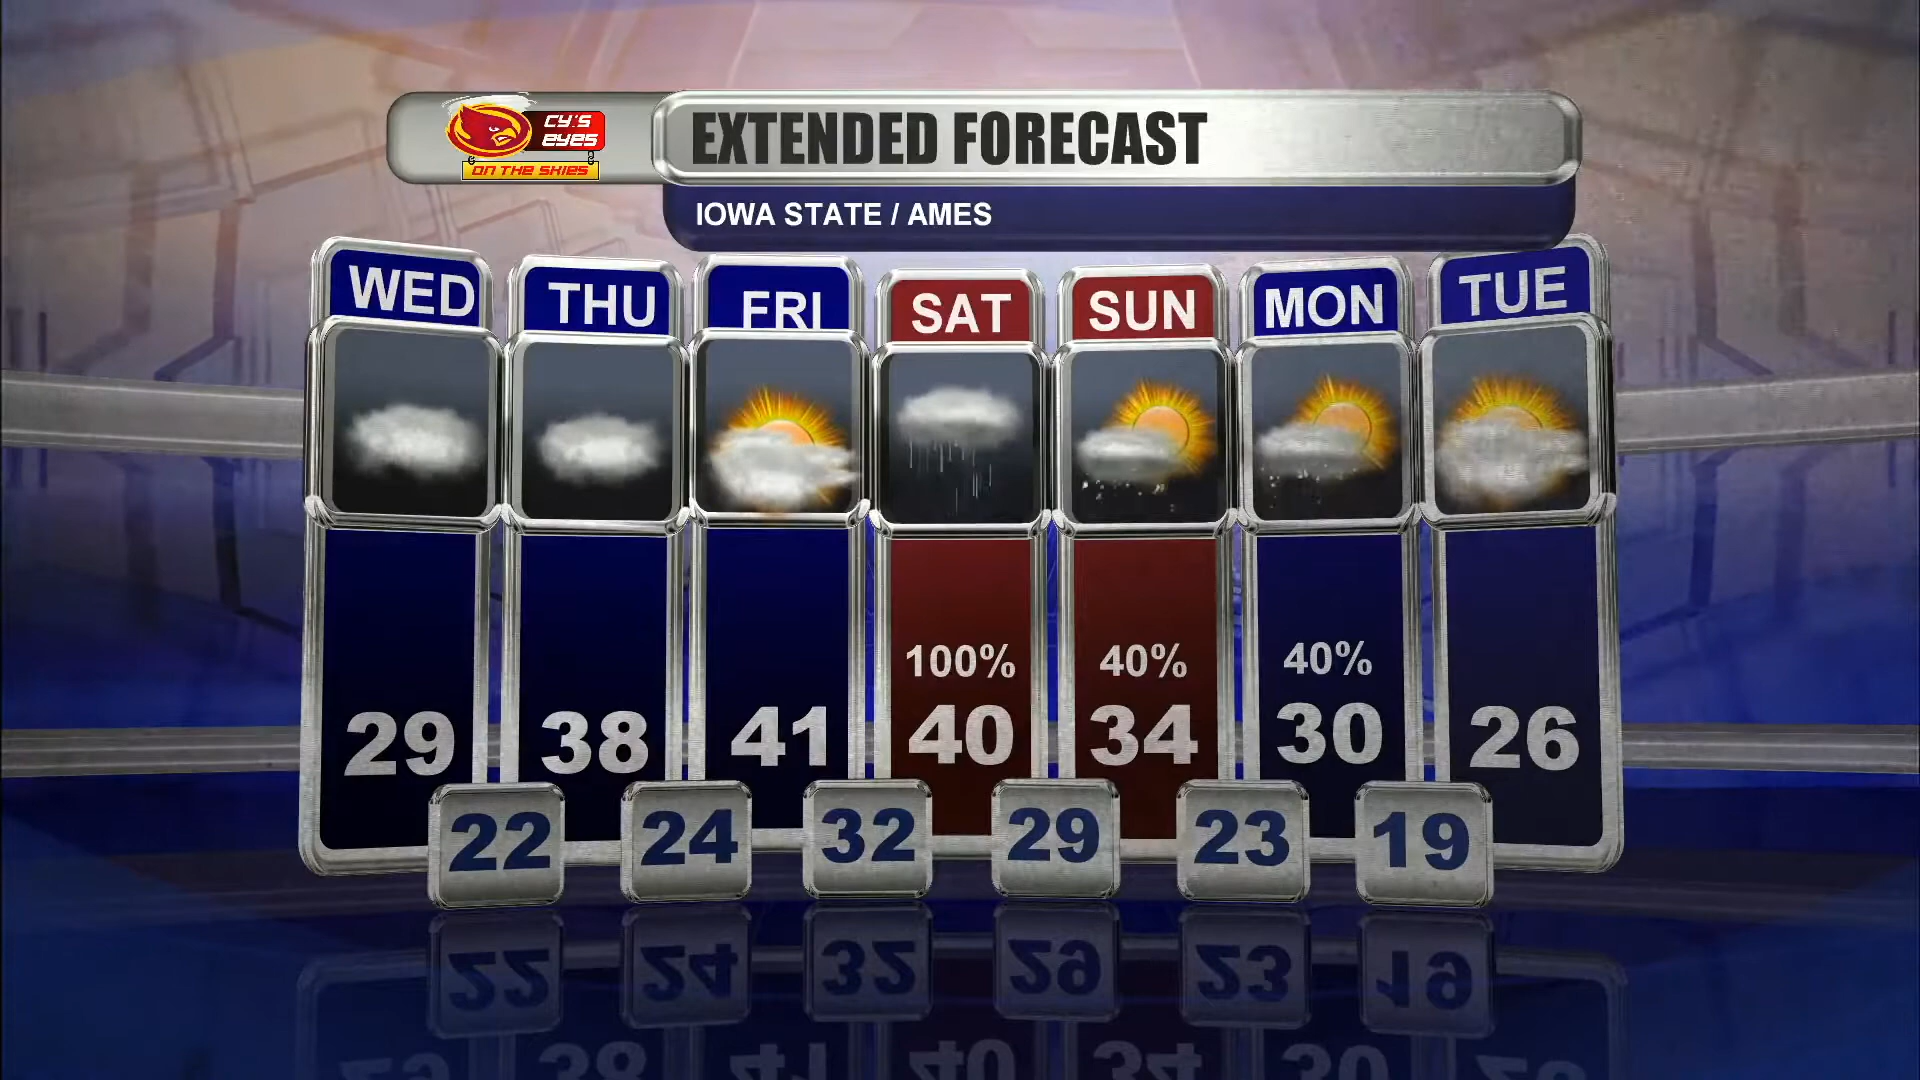 CY'S
EYES
ON THE SKIES
EXTENDED FORECAST
IOWA STATE / AMES
WED THU FRI SAT SUN MON TUE
100% 40% 40%
29 38 41 40 34 30 26
22 24 32 29 23 19